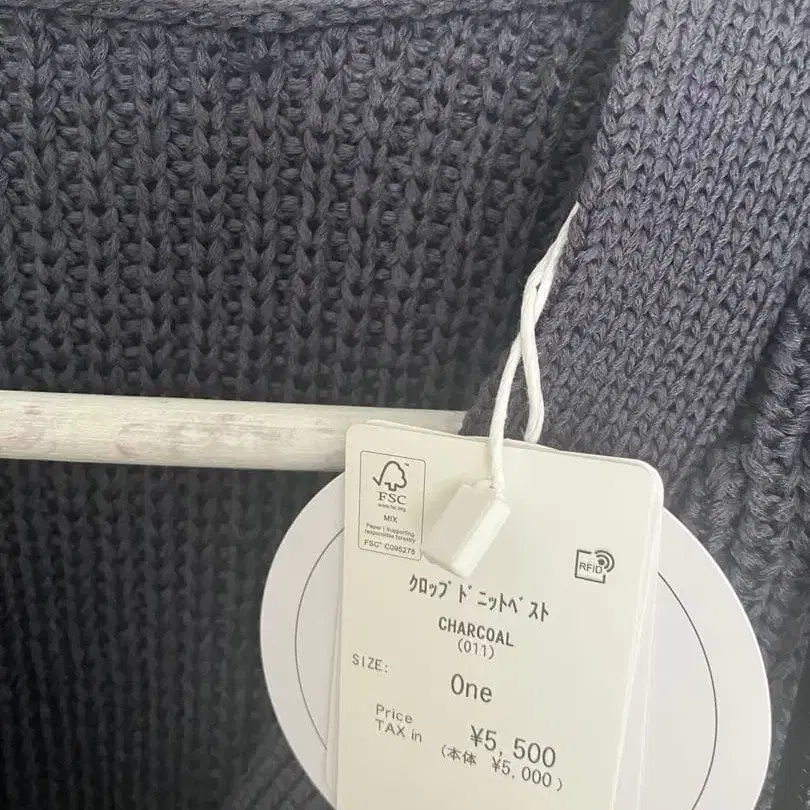 FSC
www.fsc.org
MIX
Paper | Supporting
responsible forestry
FSC® C095275
RFID
クロップド ニットベスト
CHARCOAL
(011)
SIZE:
One
Price
TAX in
¥5,500
(本体 ¥5,000)